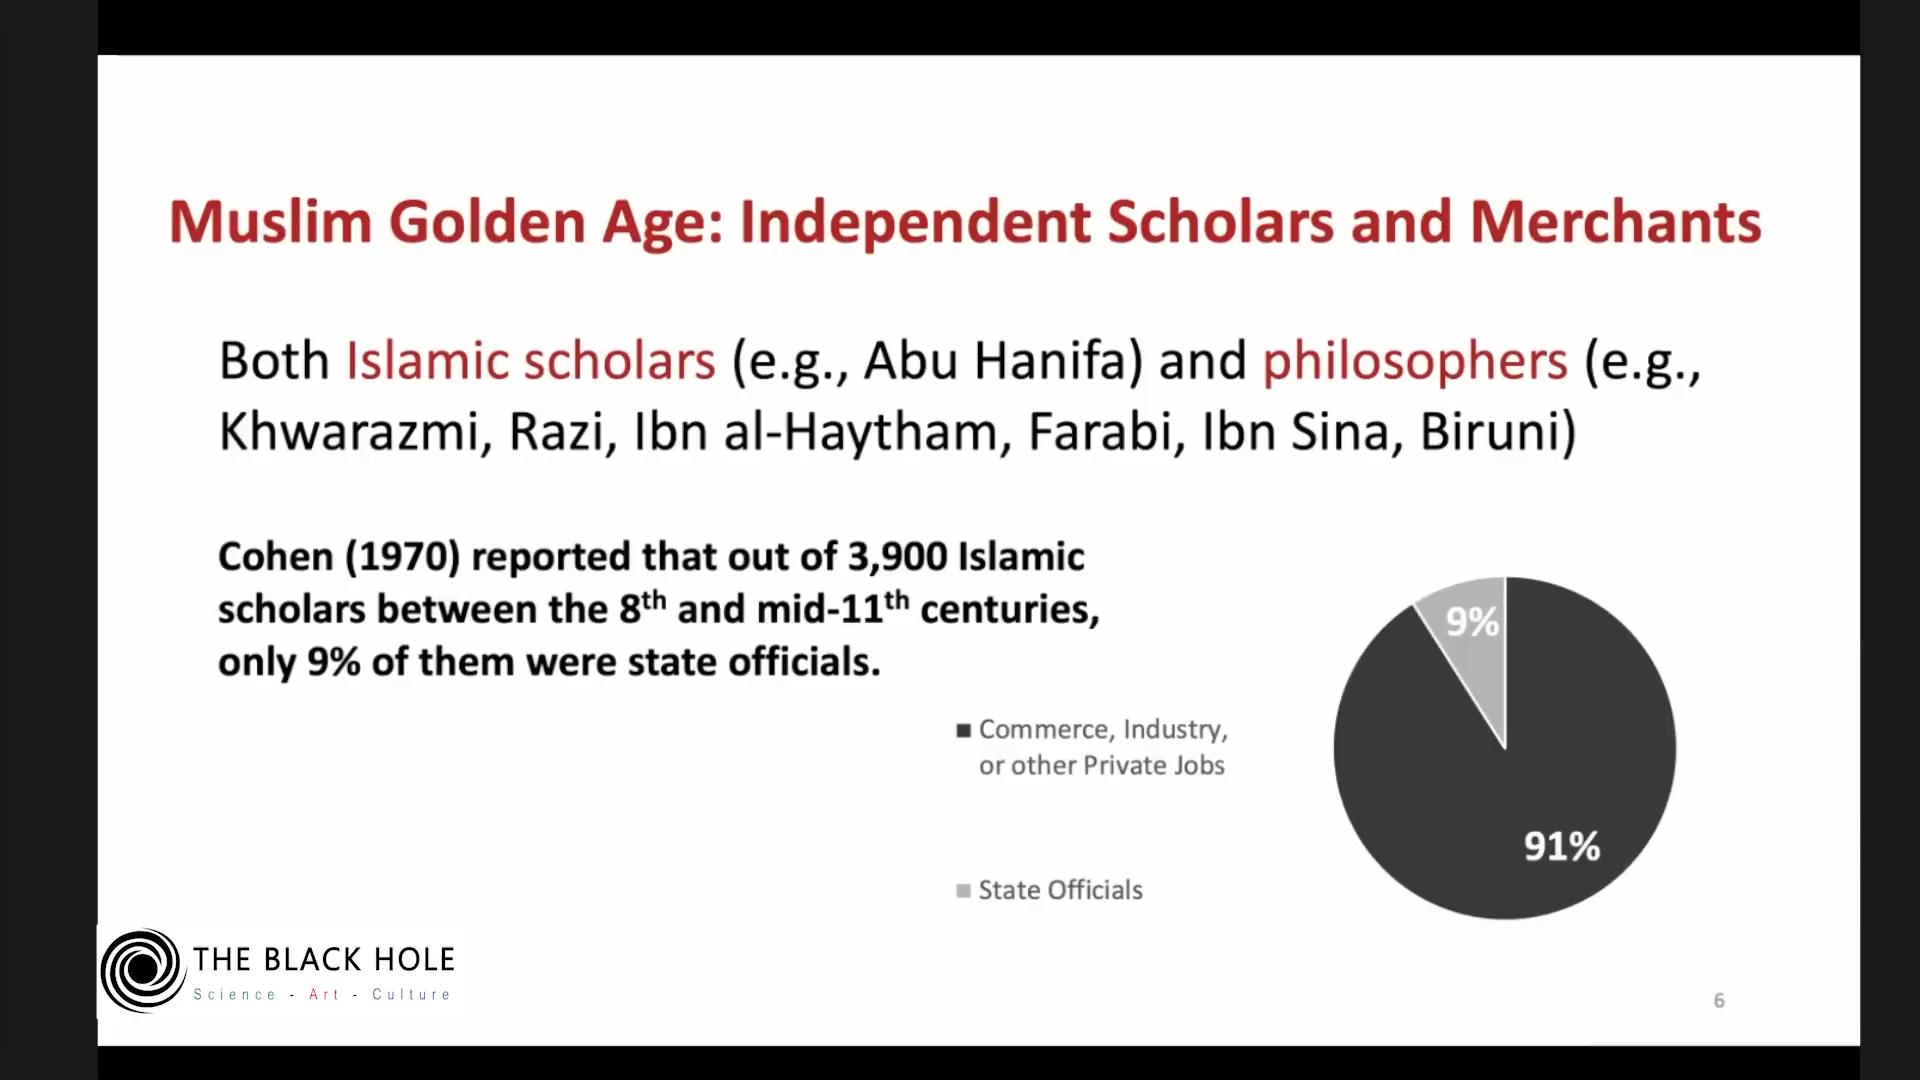 Muslim Golden Age: Independent Scholars and Merchants
Both Islamic scholars (e.g., Abu Hanifa) and philosophers (e.g.,
Khwarazmi, Razi, Ibn al-Haytham, Farabi, Ibn Sina, Biruni)
Cohen (1970) reported that out of 3,900 Islamic
scholars between the 8th and mid-11th centuries,
only 9% of them were state officials.
9%
Commerce, Industry,
or other Private Jobs
91%
State Officials
THE BLACK HOLE
Science - Art - Culture
6